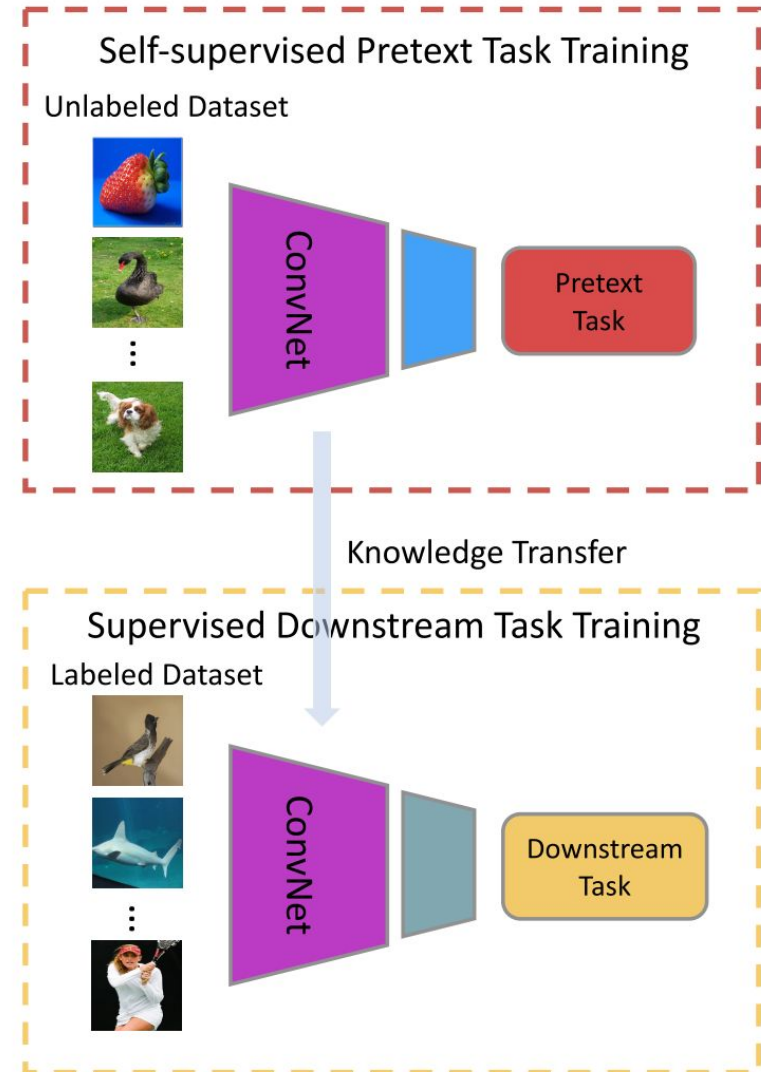 Self-supervised Pretext Task Training
Unlabeled Dataset
...
ConvNet
Pretext
Task
Knowledge Transfer
Supervised Downstream Task Training
Labeled Dataset
...
ConvNet
Downstream
Task